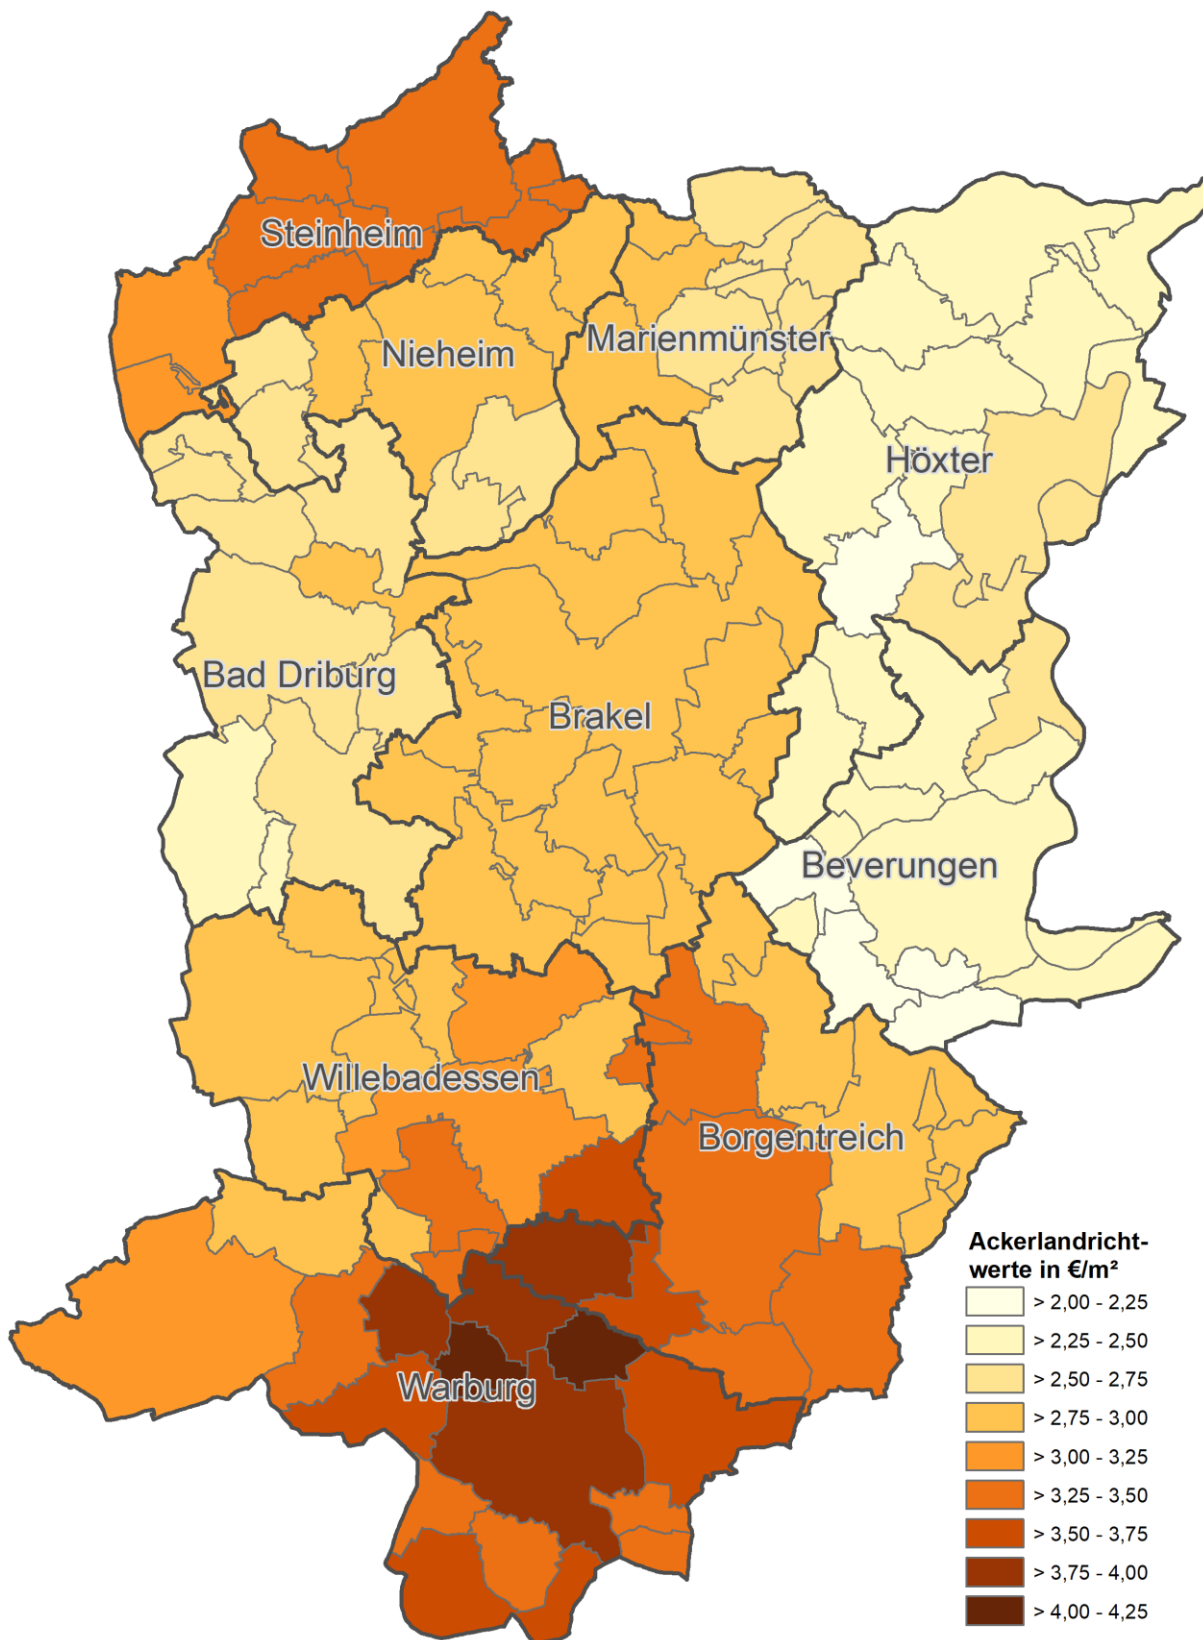 Steinheim
Nieheim
Marienmünster
Höxter
Bad Driburg
Brakel
Beverungen
Willebadessen
Borgentreich
Warburg
Ackerlandricht-
werte in €/m²
> 2,00 - 2,25
> 2,25 - 2,50
> 2,50 - 2,75
> 2,75 - 3,00
> 3,00 - 3,25
> 3,25 - 3,50
> 3,50 - 3,75
> 3,75 - 4,00
> 4,00 - 4,25